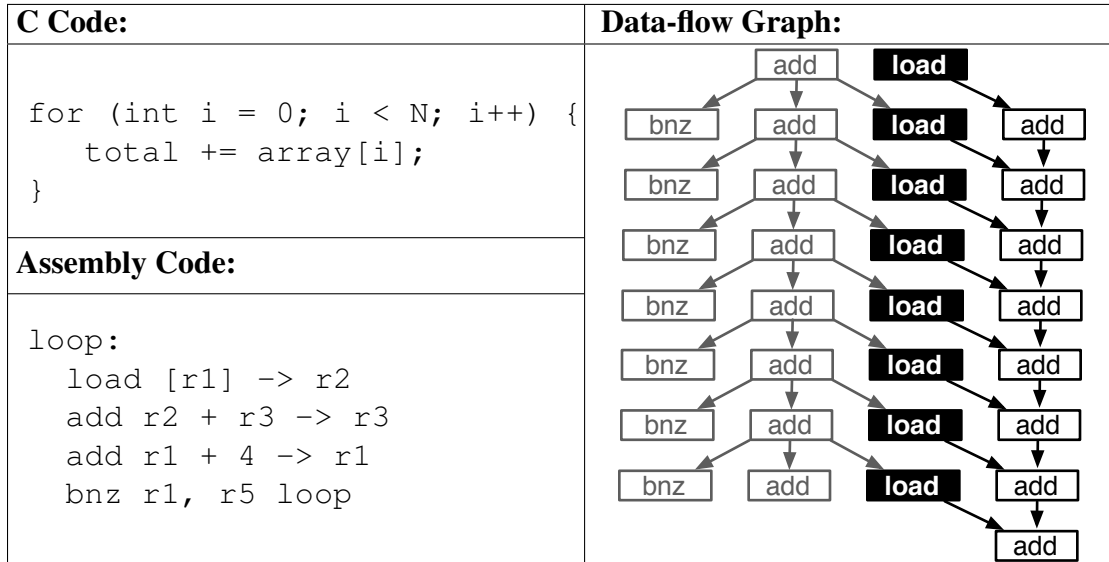 C Code:
for (int i = 0; i < N; i++) {
total += array[i];
}
Assembly Code:
loop:
load [r1] -> r2
add r2 + r3 -> r3
add r1 + 4 -> r1
bnz r1, r5 loop
Data-flow Graph:
add load
bnz add load add
bnz add load add
bnz add load add
bnz add load add
bnz add load add
bnz add load add
bnz add load add
add